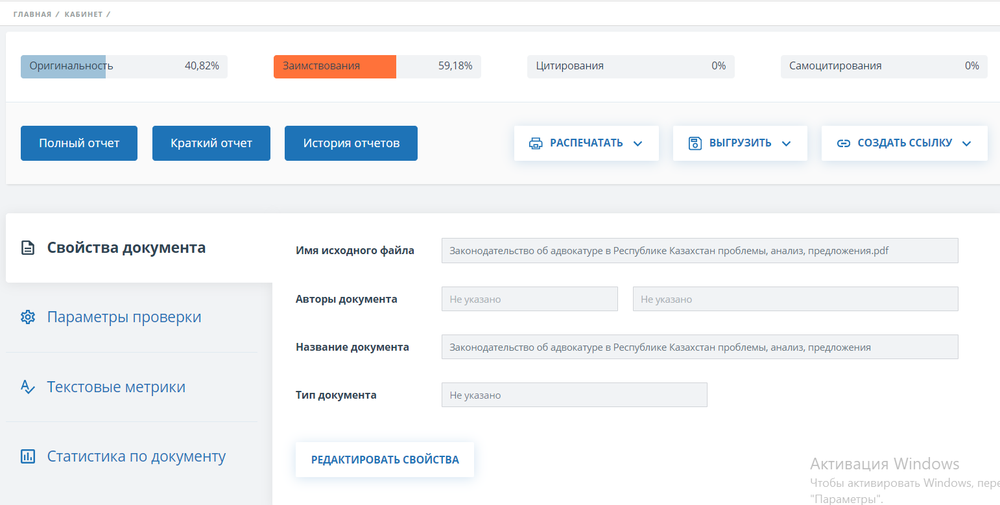 ГЛАВНАЯ / КАБИНЕТ /
Оригинальность 40,82% Заимствования 59,18% Цитирования 0% Самоцитирования 0%
Полный отчет Краткий отчет История отчетов РАСПЕЧАТАТЬ ВЫГРУЗИТЬ СОЗДАТЬ ССЫЛКУ
Свойства документа
Параметры проверки
Текстовые метрики
Статистика по документу
Имя исходного файла Законодательство об адвокатуре в Республике Казахстан проблемы, анализ, предложения.pdf
Авторы документа Не указано Не указано
Название документа Законодательство об адвокатуре в Республике Казахстан проблемы, анализ, предложения
Тип документа Не указано
РЕДАКТИРОВАТЬ СВОЙСТВА
Активация Windows
Чтобы активировать Windows, пере
"Параметры".